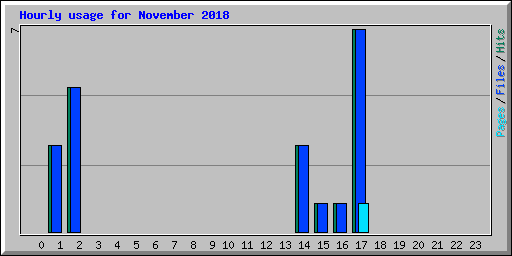 Hourly usage for November 2018
7
Pages/Files/Hits
0 1 2 3 4 5 6 7 8 9 10 11 12 13 14 15 16 17 18 19 20 21 22 23